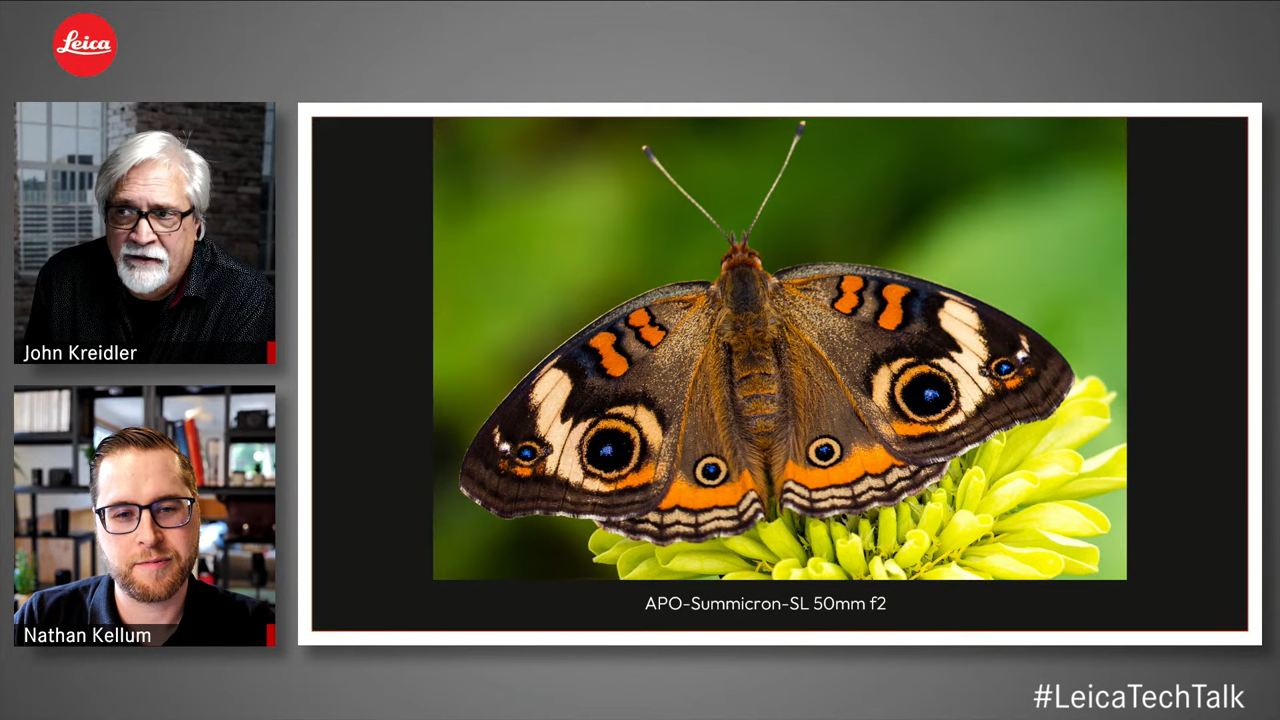 Leica
John Kreidler
Nathan Kellum
APO-Summicron-SL 50mm f2
#LeicaTechTalk